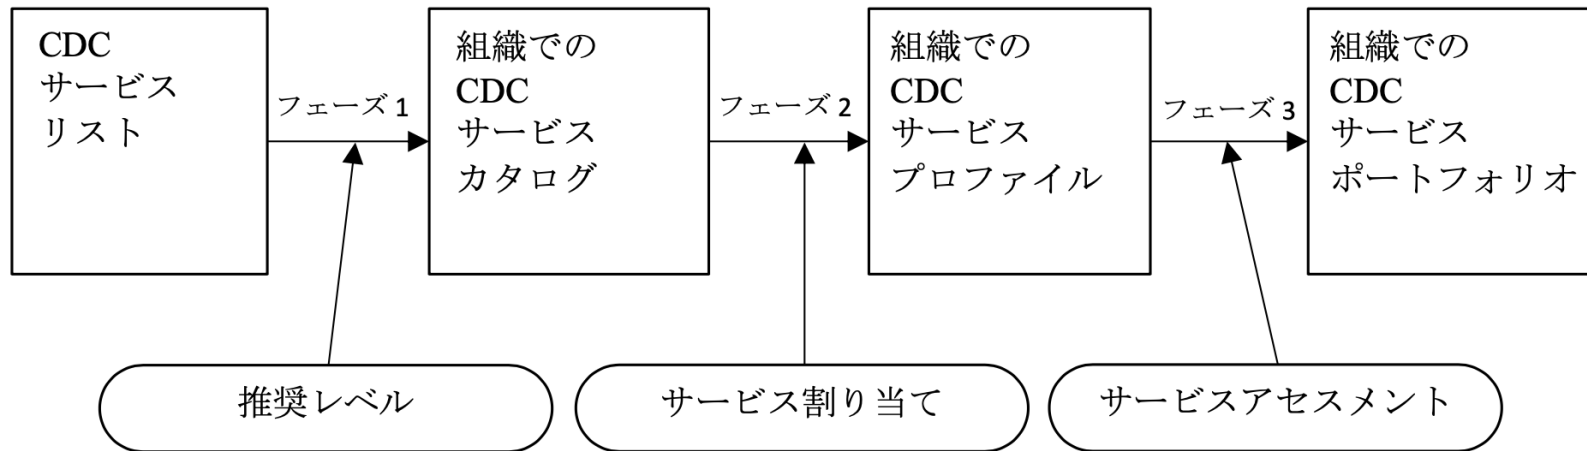 CDC
サービス
リスト
フェーズ 1
組織での
CDC
サービス
カタログ
フェーズ 2
組織での
CDC
サービス
プロファイル
フェーズ 3
組織での
CDC
サービス
ポートフォリオ
推奨レベル
サービス割り当て
サービスアセスメント